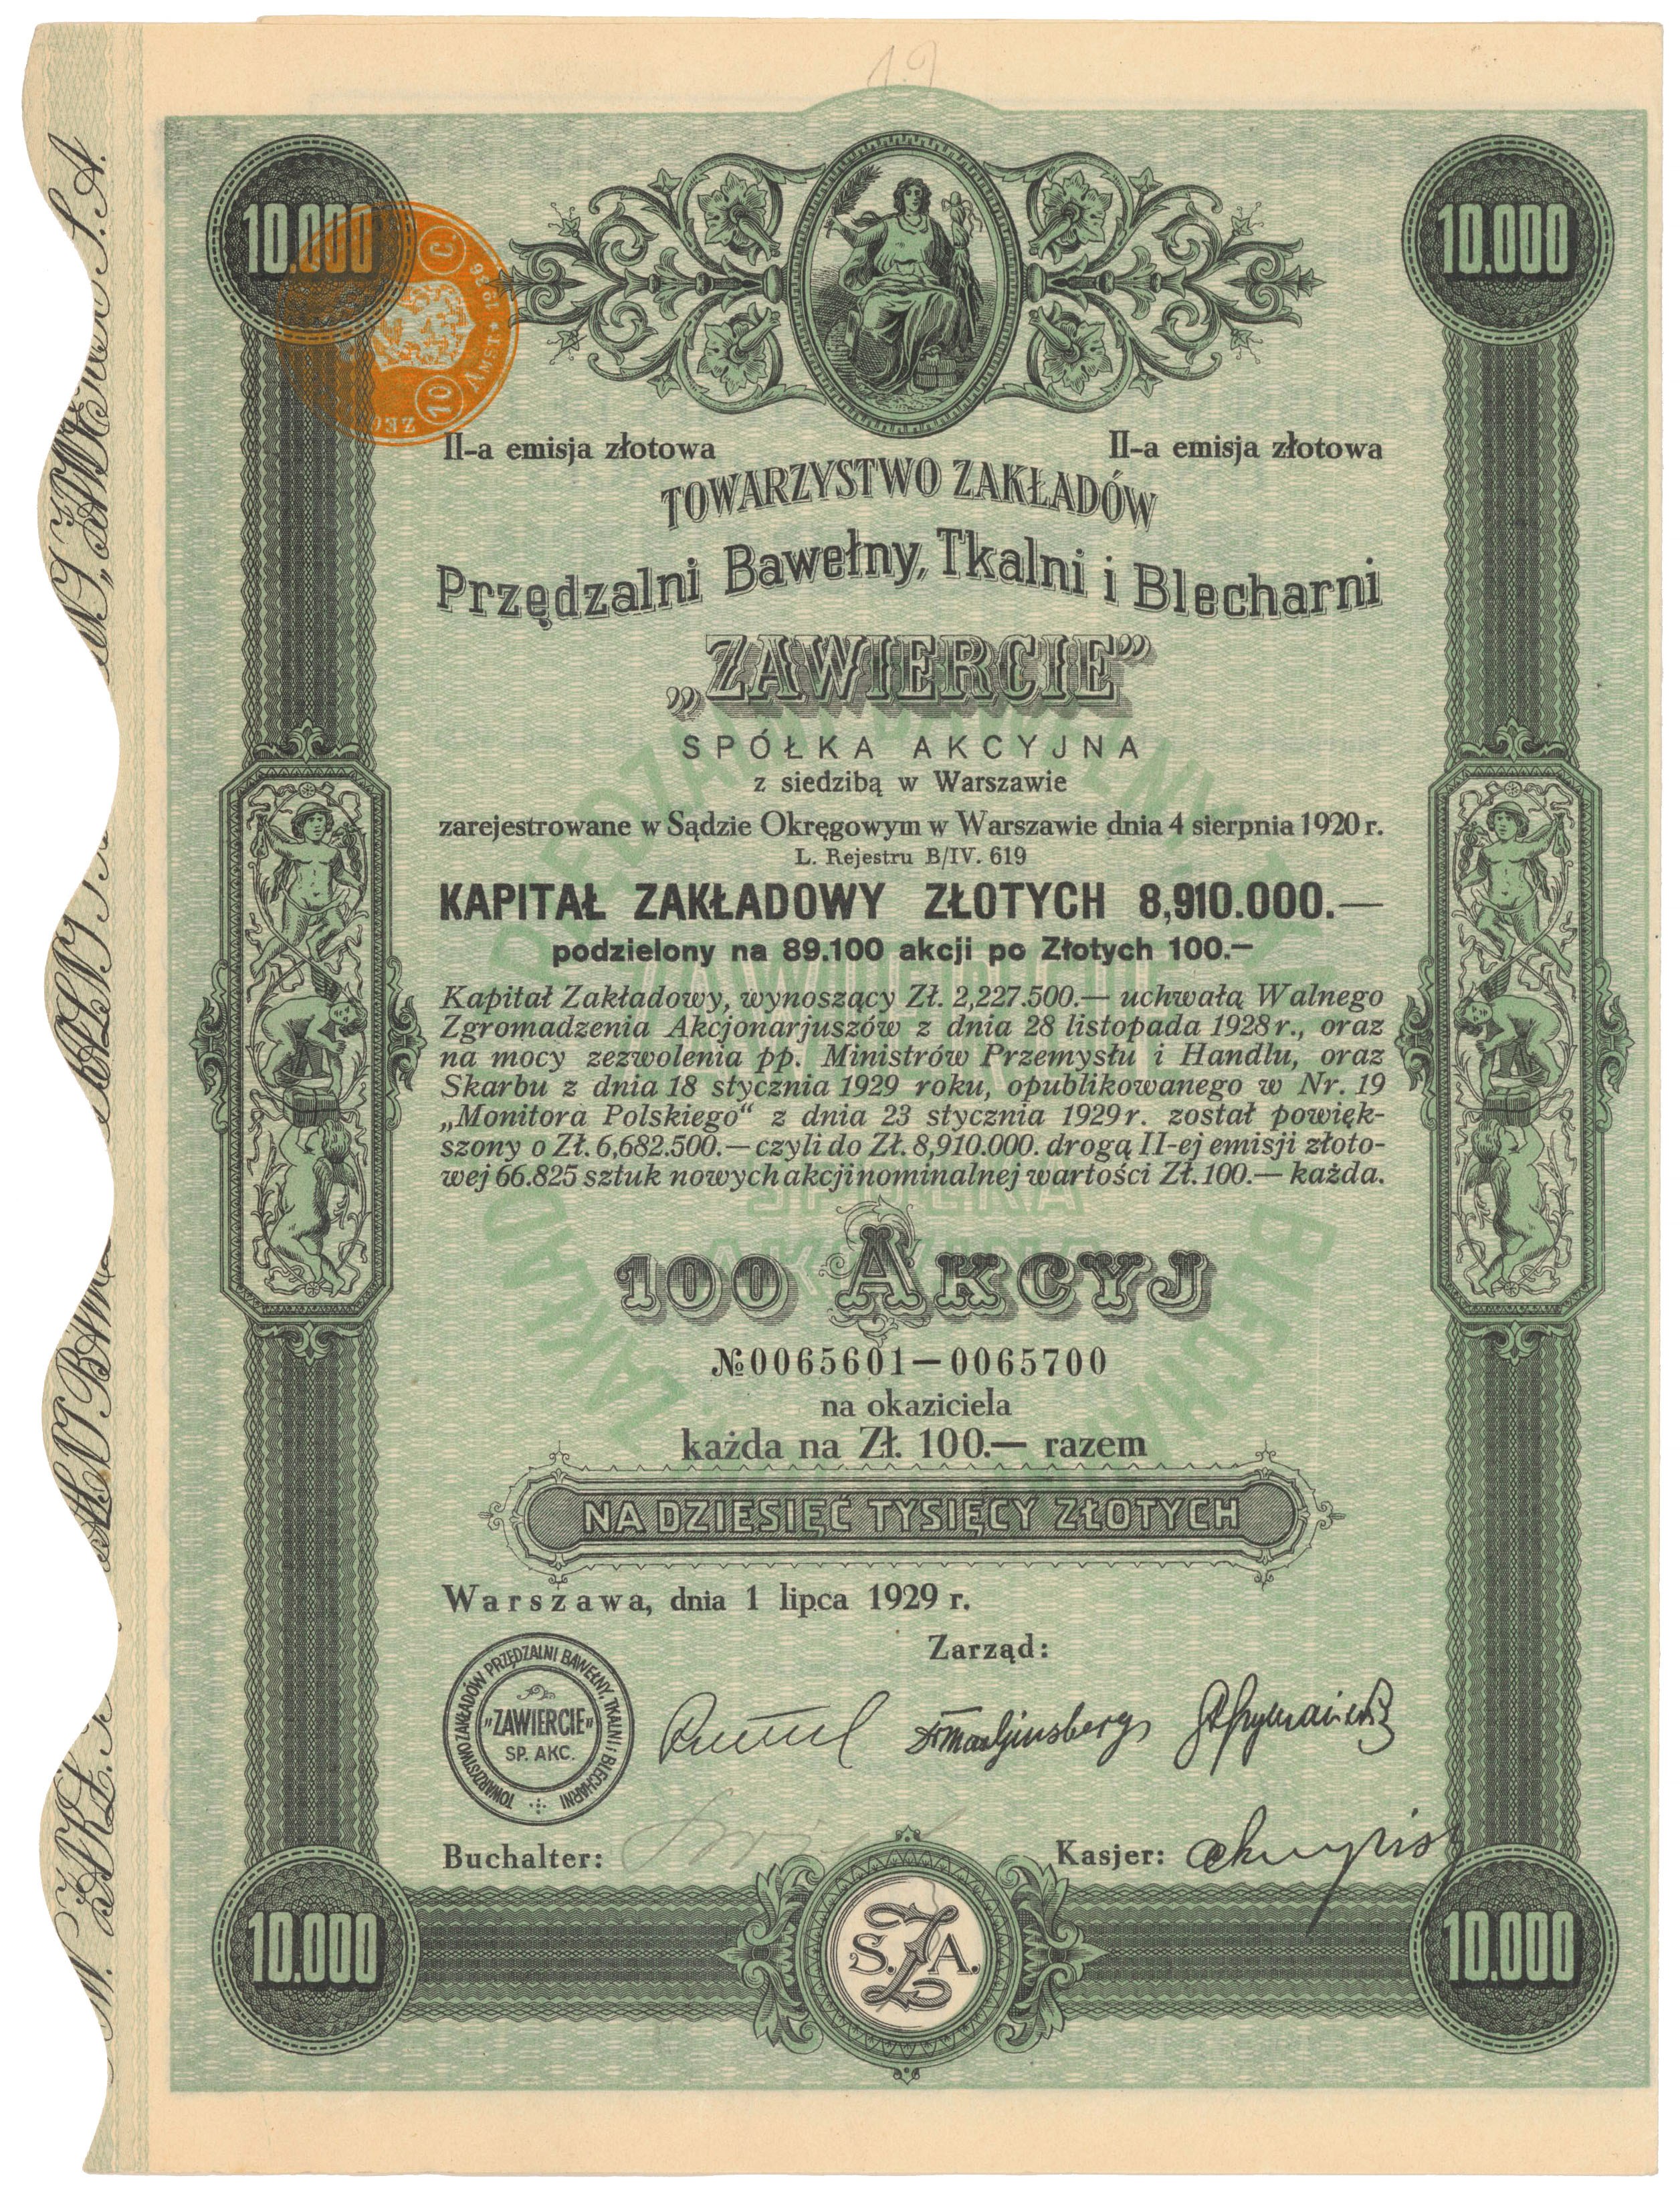 10.000
10.000
10 C.
AMST. * 1936
II-a emisja złotowa
II-a emisja złotowa
TOWARZYSTWO ZAKŁADÓW
Przędzalni Bawełny, Tkalni i Blecharni
„ZAWIERCIE”
SPÓŁKA AKCYJNA
z siedzibą w Warszawie
zarejestrowane w Sądzie Okręgowym w Warszawie dnia 4 sierpnia 1920 r.
L. Rejestru B/IV. 619
KAPITAŁ ZAKŁADOWY ZŁOTYCH 8,910.000.—
podzielony na 89.100 akcji po Złotych 100.—
Kapitał Zakładowy, wynoszący Zł. 2,227.500.— uchwałą Walnego
Zgromadzenia Akcjonarjuszów z dnia 28 listopada 1928 r., oraz
na mocy zezwolenia pp. Ministrów Przemysłu i Handlu, oraz
Skarbu z dnia 18 stycznia 1929 roku, opublikowanego w Nr. 19
„Monitora Polskiego“ z dnia 23 stycznia 1929 r. został powięk-
szony o Zł. 6,682.500.— czyli do Zł. 8,910.000. drogą II-ej emisji złoto-
wej 66.825 sztuk nowych akcji nominalnej wartości Zł. 100.— każda.
100 AKCYJ
№ 0065601—0065700
na okaziciela
każda na Zł. 100.— razem
NA DZIESIĘĆ TYSIĘCY ZŁOTYCH
Warszawa, dnia 1 lipca 1929 r.
Zarząd:
TOWARZYSTWO ZAKŁADÓW PRZĘDZALNI BAWEŁNY, TKALNI i BLECHARNI
„ZAWIERCIE”
SP. AKC.
Buchalter:
Kasjer:
10.000
S. Z. A.
10.000